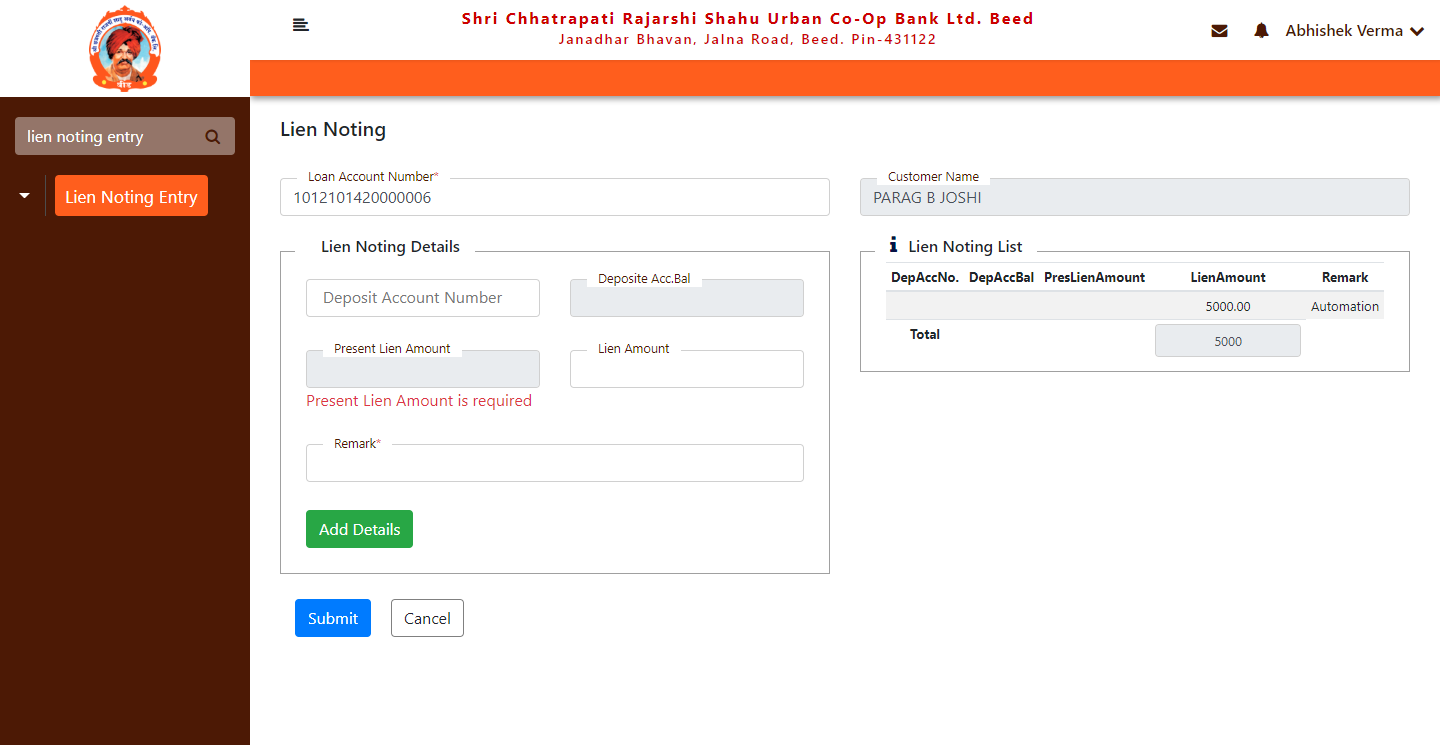 Shri Chhatrapati Rajarshi Shahu Urban Co-Op Bank Ltd. Beed
Janadhar Bhavan, Jalna Road, Beed. Pin-431122
Abhishek Verma
बीड
lien noting entry
Lien Noting Entry
Lien Noting
Loan Account Number*
1012101420000006
Customer Name
PARAG B JOSHI
Lien Noting Details
Deposit Account Number
Deposite Acc.Bal
Present Lien Amount
Lien Amount
Present Lien Amount is required
Remark*
Add Details
Submit Cancel
Lien Noting List
DepAccNo. DepAccBal PresLienAmount LienAmount Remark
5000.00 Automation
Total 5000